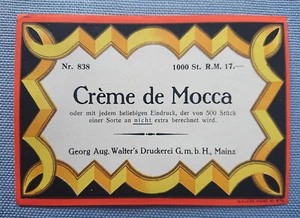 Nr. 838
1000 St. R.M. 17.—
Crème de Mocca
oder mit jedem beliebigen Eindruck, der von 500 Stück
einer Sorte an nicht extra berechnet wird.
Georg Aug. Walter's Druckerei G. m. b. H., Mainz